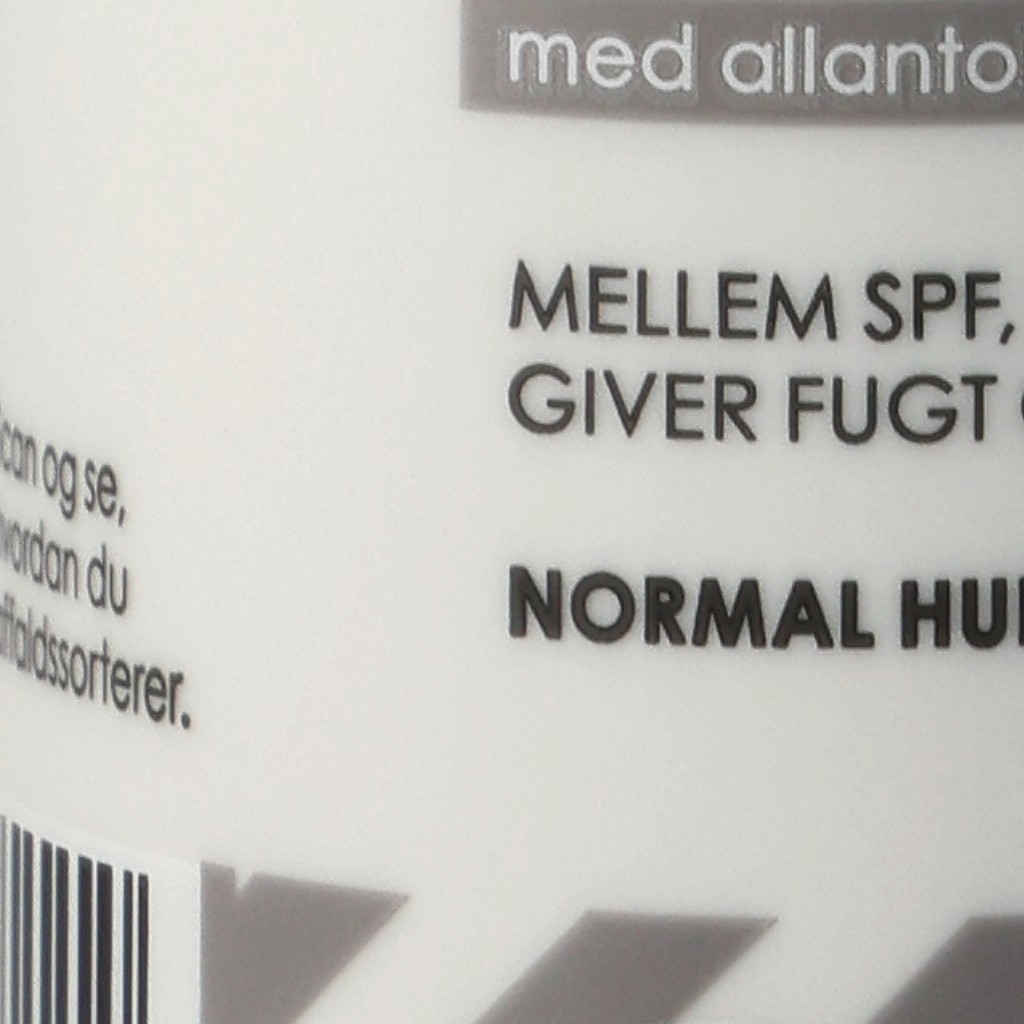 med allanto
MELLEM SPF,
GIVER FUGT
NORMAL HU
can og se,
vordan du
ffaldssorterer.